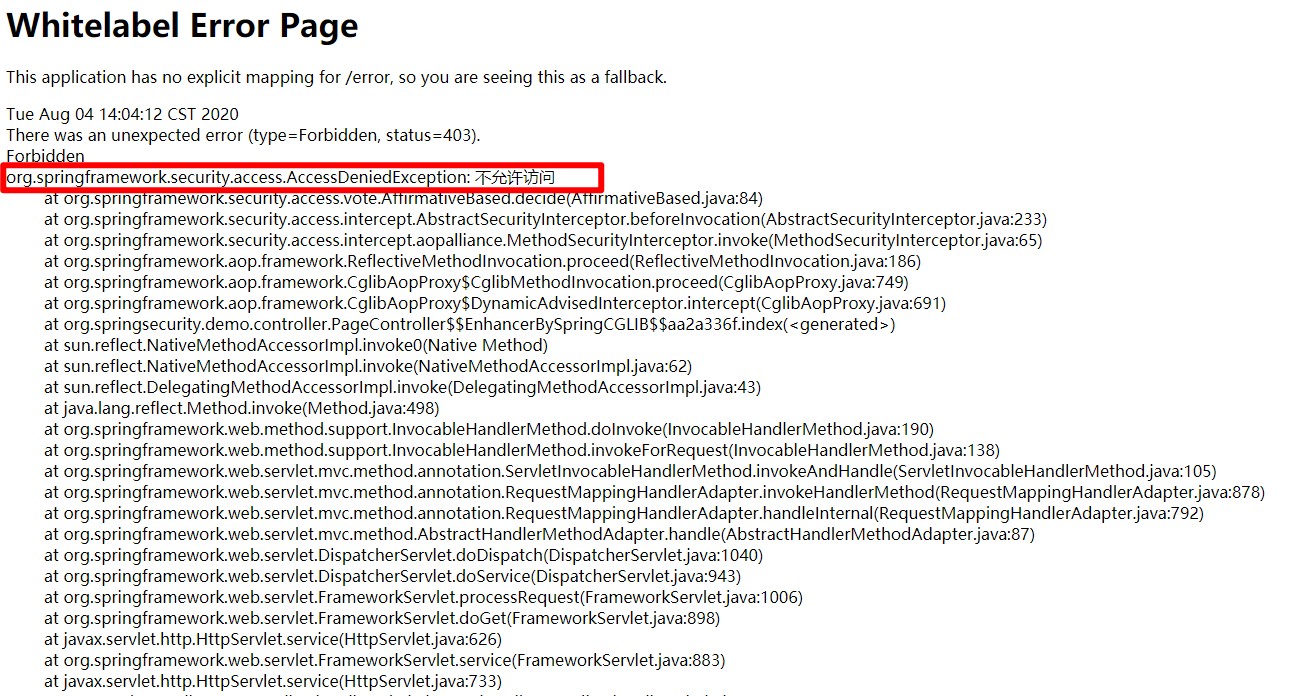 Whitelabel Error Page
This application has no explicit mapping for /error, so you are seeing this as a fallback.
Tue Aug 04 14:04:12 CST 2020
There was an unexpected error (type=Forbidden, status=403).
Forbidden
org.springframework.security.access.AccessDeniedException: 不允许访问
at org.springframework.security.access.vote.AffirmativeBased.decide(AffirmativeBased.java:84)
at org.springframework.security.access.intercept.AbstractSecurityInterceptor.beforeInvocation(AbstractSecurityInterceptor.java:233)
at org.springframework.security.access.intercept.aopalliance.MethodSecurityInterceptor.invoke(MethodSecurityInterceptor.java:65)
at org.springframework.aop.framework.ReflectiveMethodInvocation.proceed(ReflectiveMethodInvocation.java:186)
at org.springframework.aop.framework.CglibAopProxy$CglibMethodInvocation.proceed(CglibAopProxy.java:749)
at org.springframework.aop.framework.CglibAopProxy$DynamicAdvisedInterceptor.intercept(CglibAopProxy.java:691)
at org.springsecurity.demo.controller.PageController$$EnhancerBySpringCGLIB$$aa2a336f.index(<generated>)
at sun.reflect.NativeMethodAccessorImpl.invoke0(Native Method)
at sun.reflect.NativeMethodAccessorImpl.invoke(NativeMethodAccessorImpl.java:62)
at sun.reflect.DelegatingMethodAccessorImpl.invoke(DelegatingMethodAccessorImpl.java:43)
at java.lang.reflect.Method.invoke(Method.java:498)
at org.springframework.web.method.support.InvocableHandlerMethod.doInvoke(InvocableHandlerMethod.java:190)
at org.springframework.web.method.support.InvocableHandlerMethod.invokeForRequest(InvocableHandlerMethod.java:138)
at org.springframework.web.servlet.mvc.method.annotation.ServletInvocableHandlerMethod.invokeAndHandle(ServletInvocableHandlerMethod.java:105)
at org.springframework.web.servlet.mvc.method.annotation.RequestMappingHandlerAdapter.invokeHandlerMethod(RequestMappingHandlerAdapter.java:878)
at org.springframework.web.servlet.mvc.method.annotation.RequestMappingHandlerAdapter.handleInternal(RequestMappingHandlerAdapter.java:792)
at org.springframework.web.servlet.mvc.method.AbstractHandlerMethodAdapter.handle(AbstractHandlerMethodAdapter.java:87)
at org.springframework.web.servlet.DispatcherServlet.doDispatch(DispatcherServlet.java:1040)
at org.springframework.web.servlet.DispatcherServlet.doService(DispatcherServlet.java:943)
at org.springframework.web.servlet.FrameworkServlet.processRequest(FrameworkServlet.java:1006)
at org.springframework.web.servlet.FrameworkServlet.doGet(FrameworkServlet.java:898)
at javax.servlet.http.HttpServlet.service(HttpServlet.java:626)
at org.springframework.web.servlet.FrameworkServlet.service(FrameworkServlet.java:883)
at javax.servlet.http.HttpServlet.service(HttpServlet.java:733)